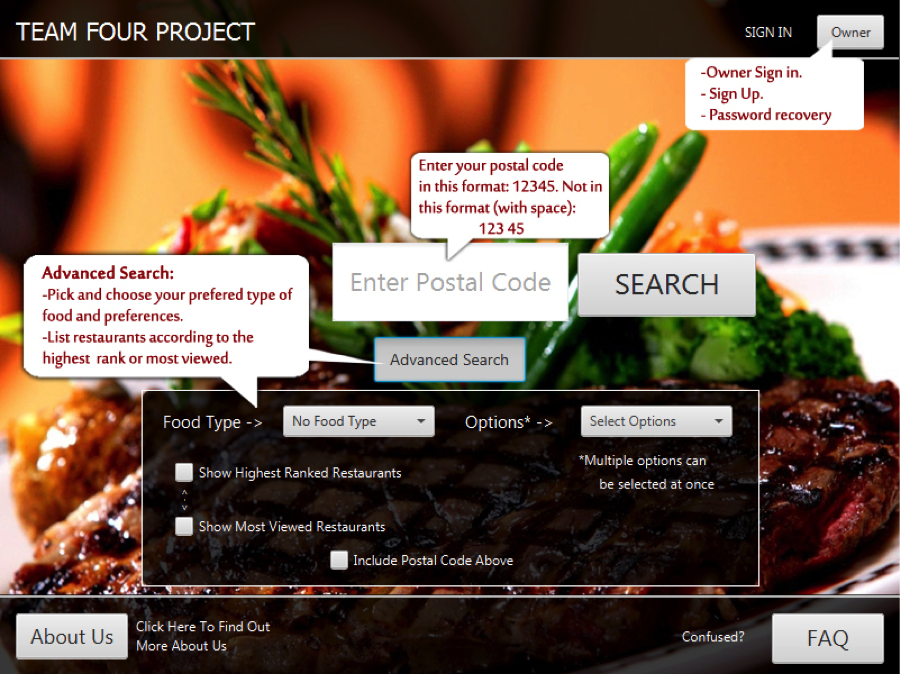 TEAM FOUR PROJECT
SIGN IN
Owner
-Owner Sign in.
- Sign Up.
- Password recovery
Enter your postal code
in this format: 12345. Not in
this format (with space):
123 45
Enter Postal Code
SEARCH
Advanced Search:
-Pick and choose your prefered type of
food and preferences.
-List restaurants according to the
highest rank or most viewed.
Advanced Search
Food Type ->
No Food Type
Options* ->
Select Options
*Multiple options can
be selected at once
Show Highest Ranked Restaurants
Show Most Viewed Restaurants
Include Postal Code Above
About Us
Click Here To Find Out
More About Us
Confused?
FAQ